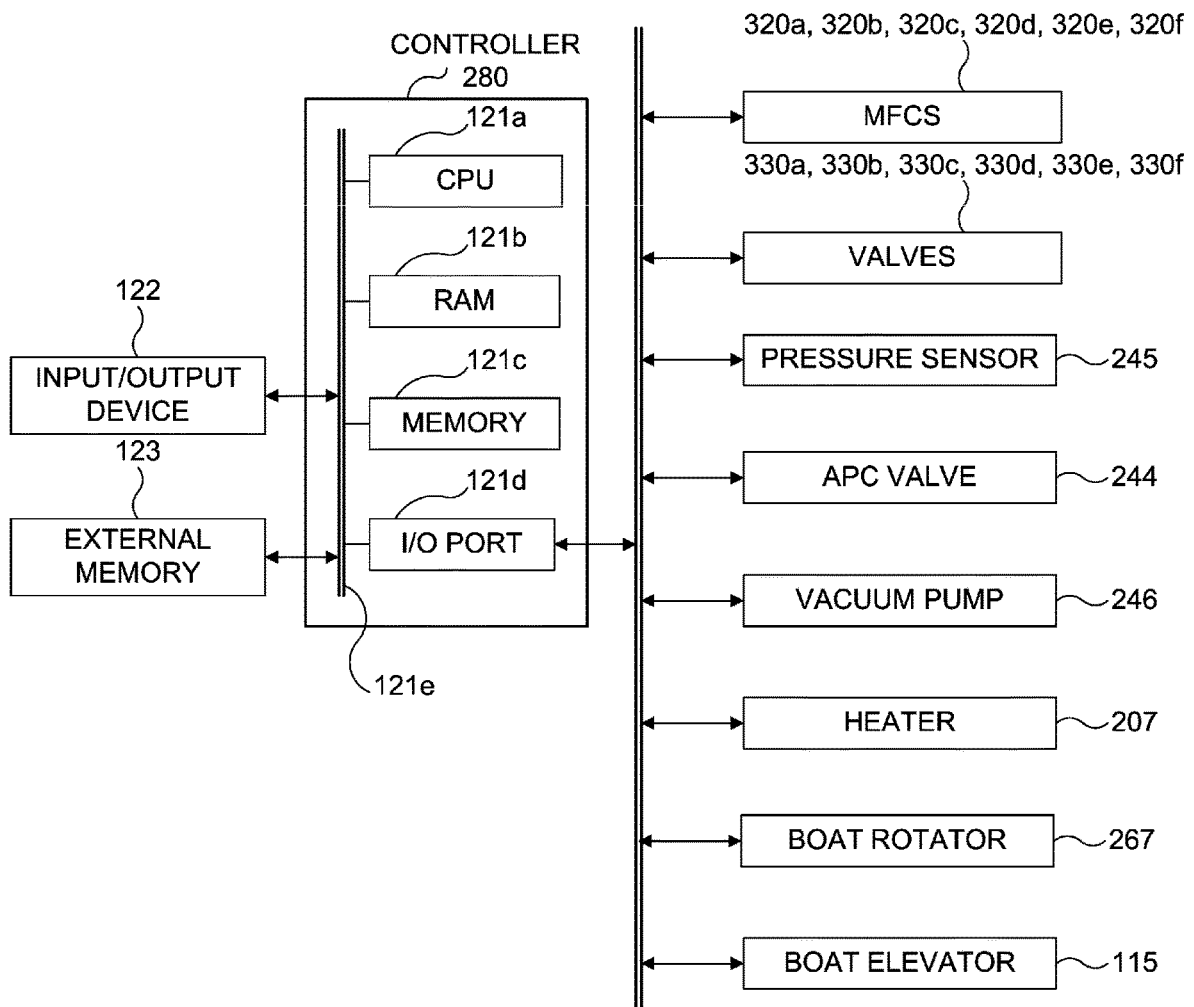 CONTROLLER
280
121a
CPU
121b
RAM
121c
MEMORY
121d
I/O PORT
121e
122
INPUT/OUTPUT
DEVICE
123
EXTERNAL
MEMORY
320a, 320b, 320c, 320d, 320e, 320f
MFCS
330a, 330b, 330c, 330d, 330e, 330f
VALVES
PRESSURE SENSOR 245
APC VALVE 244
VACUUM PUMP 246
HEATER 207
BOAT ROTATOR 267
BOAT ELEVATOR 115